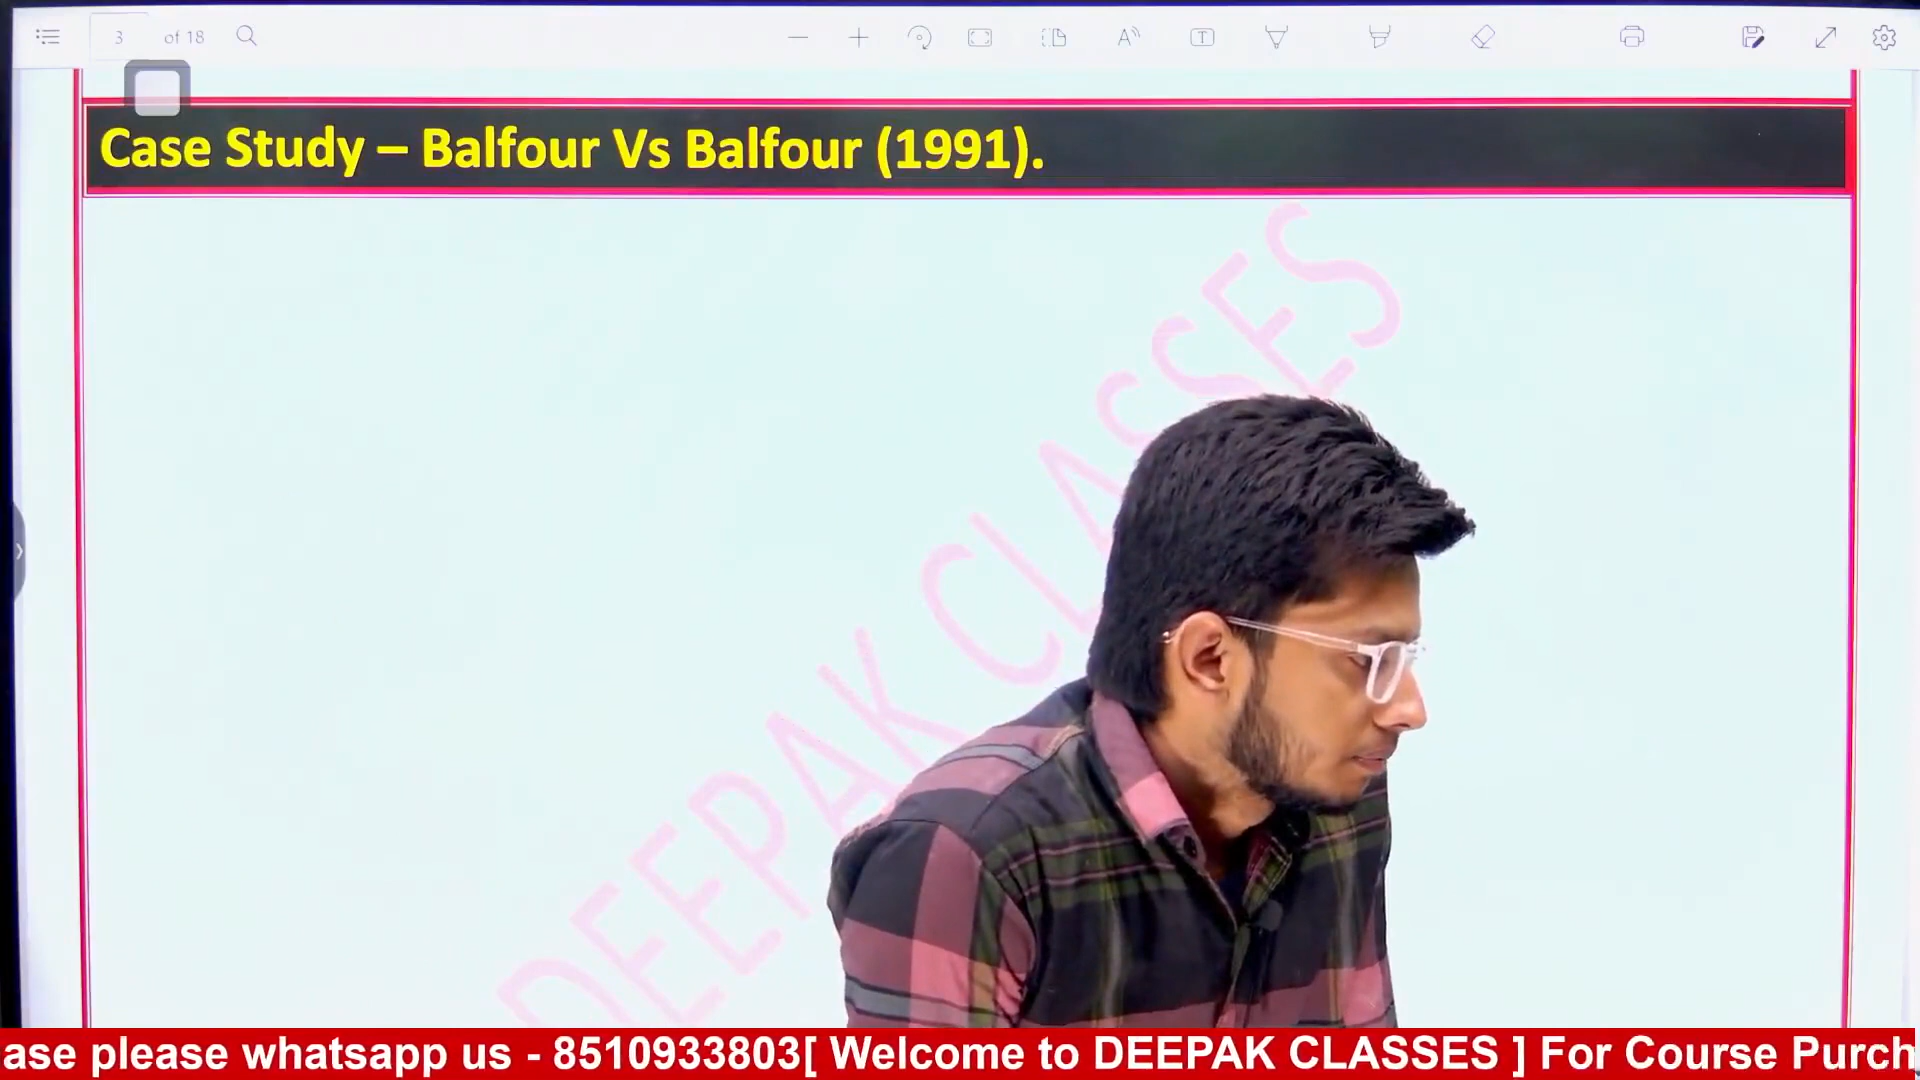 3 of 18
Case Study – Balfour Vs Balfour (1991).
DEEPAK CLASSES
ase please whatsapp us - 8510933803[ Welcome to DEEPAK CLASSES ] For Course Purch